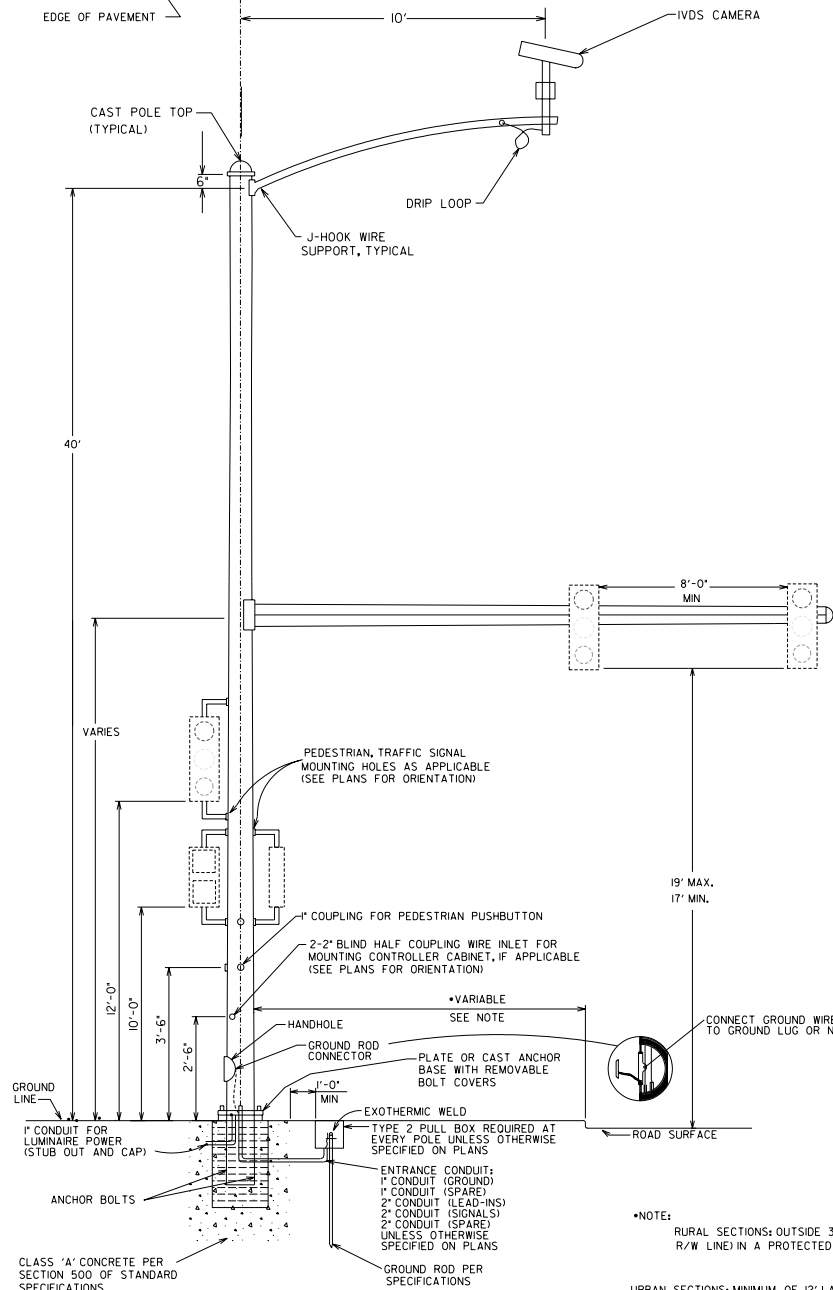 EDGE OF PAVEMENT
10'
IVDS CAMERA
CAST POLE TOP
(TYPICAL)
6"
DRIP LOOP
J-HOOK WIRE
SUPPORT, TYPICAL
40'
8'-0"
MIN
VARIES
PEDESTRIAN, TRAFFIC SIGNAL
MOUNTING HOLES AS APPLICABLE
(SEE PLANS FOR ORIENTATION)
19' MAX.
17' MIN.
1" COUPLING FOR PEDESTRIAN PUSHBUTTON
2-2" BLIND HALF COUPLING WIRE INLET FOR
MOUNTING CONTROLLER CABINET, IF APPLICABLE
(SEE PLANS FOR ORIENTATION)
12'-0"
10'-0"
3'-6"
2'-6"
•VARIABLE
SEE NOTE
HANDHOLE
GROUND ROD
CONNECTOR
CONNECT GROUND WIRE
TO GROUND LUG OR N
PLATE OR CAST ANCHOR
BASE WITH REMOVABLE
BOLT COVERS
1'-0"
MIN
GROUND
LINE
EXOTHERMIC WELD
1" CONDUIT FOR
LUMINAIRE POWER
(STUB OUT AND CAP)
TYPE 2 PULL BOX REQUIRED AT
EVERY POLE UNLESS OTHERWISE
SPECIFIED ON PLANS
ROAD SURFACE
ENTRANCE CONDUIT:
1" CONDUIT (GROUND)
1" CONDUIT (SPARE)
2" CONDUIT (LEAD-INS)
2" CONDUIT (SIGNALS)
2" CONDUIT (SPARE)
UNLESS OTHERWISE
SPECIFIED ON PLANS
ANCHOR BOLTS
•NOTE:
RURAL SECTIONS: OUTSIDE 3
R/W LINE) IN A PROTECTED
CLASS 'A' CONCRETE PER
SECTION 500 OF STANDARD
SPECIFICATIONS
GROUND ROD PER
SPECIFICATIONS
URBAN SECTIONS: MINIMUM OF 12' LA